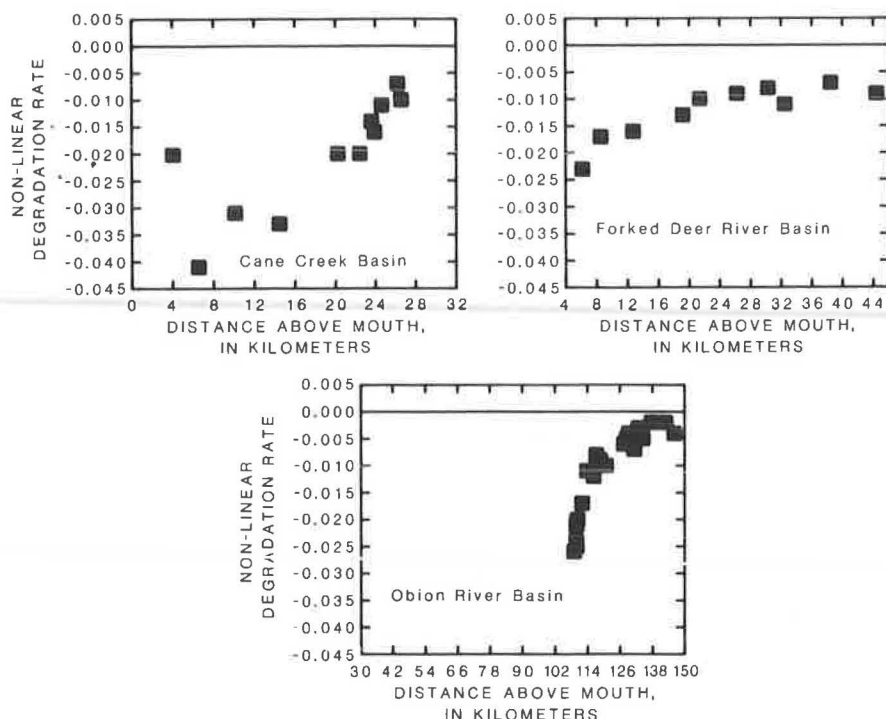 0.005
0.000
-0.005
-0.010
-0.015
-0.020
-0.025
-0.030
-0.035
-0.040
-0.045
NON-LINEAR
DEGRADATION RATE
Cane Creek Basin
0 4 8 12 16 20 24 28 32
DISTANCE ABOVE MOUTH,
IN KILOMETERS
0.005
0.000
-0.005
-0.010
-0.015
-0.020
-0.025
-0.030
-0.035
-0.040
-0.045
Forked Deer River Basin
4 8 12 16 20 24 28 32 36 40 44
DISTANCE ABOVE MOUTH,
IN KILOMETERS
0.005
0.000
-0.005
-0.010
-0.015
-0.020
-0.025
-0.030
-0.035
-0.040
-0.045
NON-LINEAR
DEGRADATION RATE
Obion River Basin
30 42 54 66 78 90 102 114 126 138 150
DISTANCE ABOVE MOUTH,
IN KILOMETERS